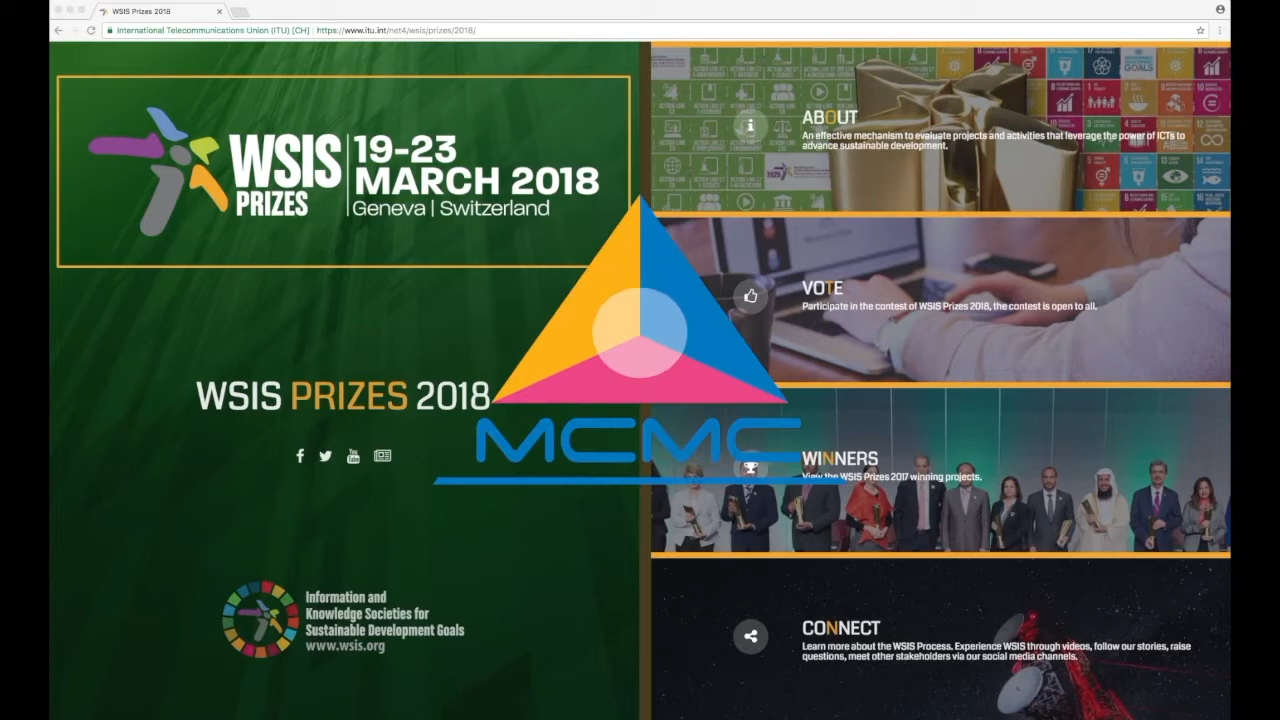 WSIS Prizes 2018
International Telecommunications Union (ITU) [CH] | https://www.itu.int/net4/wsis/prizes/2018/
WSIS
PRIZES
19-23
MARCH 2018
Geneva | Switzerland
WSIS PRIZES 2018
Information and
Knowledge Societies for
Sustainable Development Goals
www.wsis.org
MCMC
ABOUT
An effective mechanism to evaluate projects and activities that leverage the power of ICTs to
advance sustainable development.
VOTE
Participate in the contest of WSIS Prizes 2018, the contest is open to all.
WINNERS
View the WSIS Prizes 2017 winning projects.
CONNECT
Learn more about the WSIS Process. Experience WSIS through videos, follow our stories, raise
questions, meet other stakeholders via our social media channels.